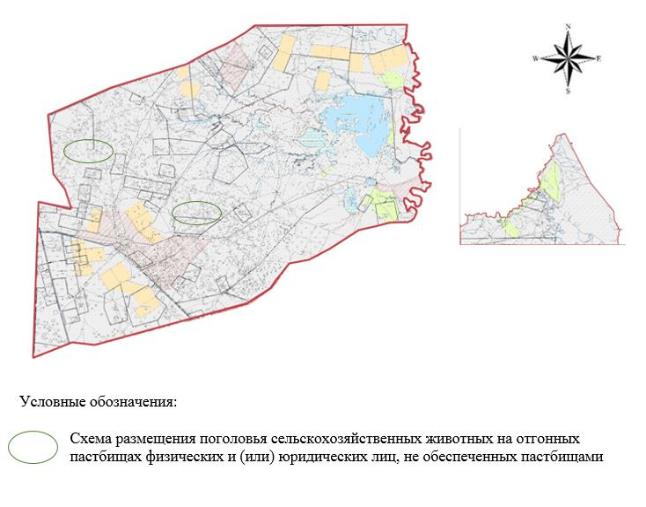 N
W E
S
Условные обозначения:
Схема размещения поголовья сельскохозяйственных животных на отгонных
пастбищах физических и (или) юридических лиц, не обеспеченных пастбищами